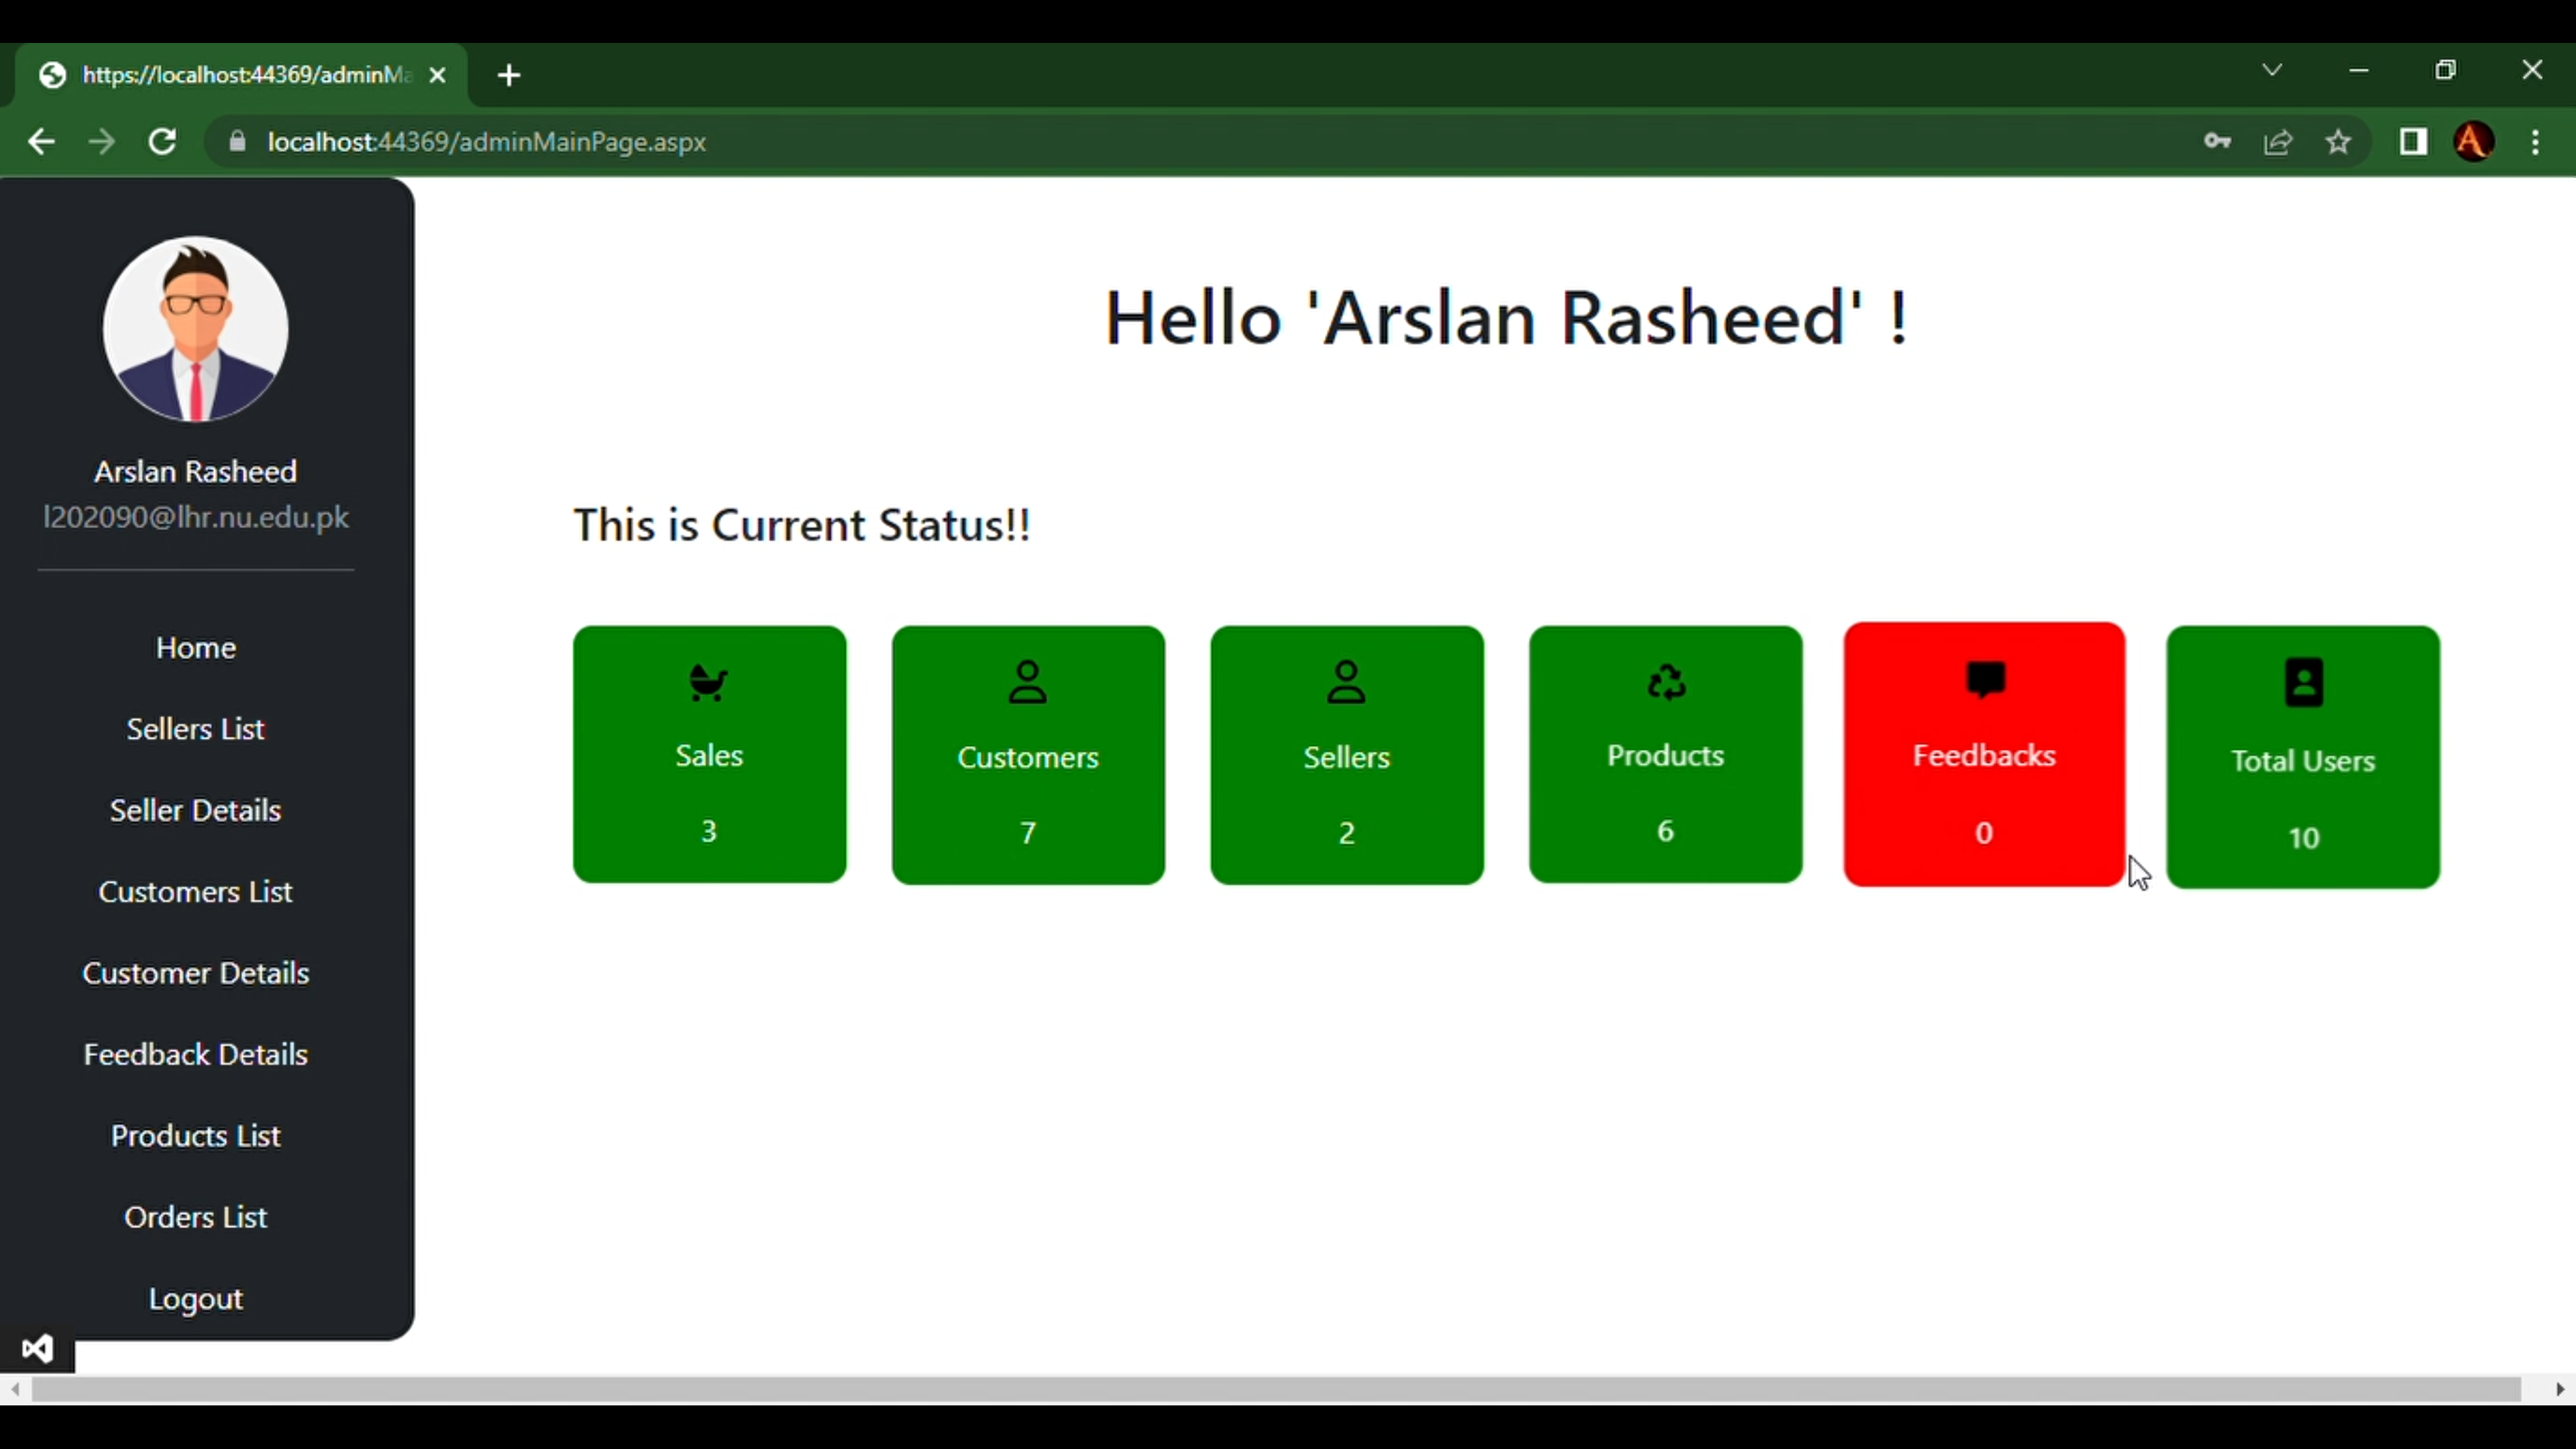 https://localhost:44369/adminMa
localhost:44369/adminMainPage.aspx
Arslan Rasheed
l202090@lhr.nu.edu.pk
Home
Sellers List
Seller Details
Customers List
Customer Details
Feedback Details
Products List
Orders List
Logout
Hello 'Arslan Rasheed' !
This is Current Status!!
Sales
3
Customers
7
Sellers
2
Products
6
Feedbacks
0
Total Users
10